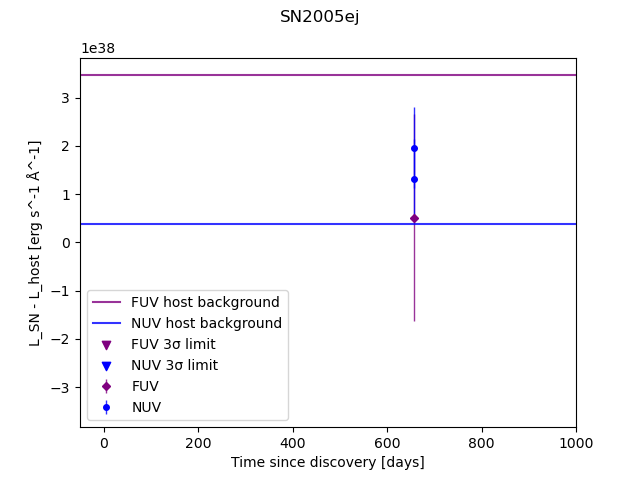 SN2005ej
1e38
3
2
1
0
−1
−2
−3
L_SN - L_host [erg s^-1 Å^-1]
FUV host background
NUV host background
FUV 3σ limit
NUV 3σ limit
FUV
NUV
0 200 400 600 800 1000
Time since discovery [days]